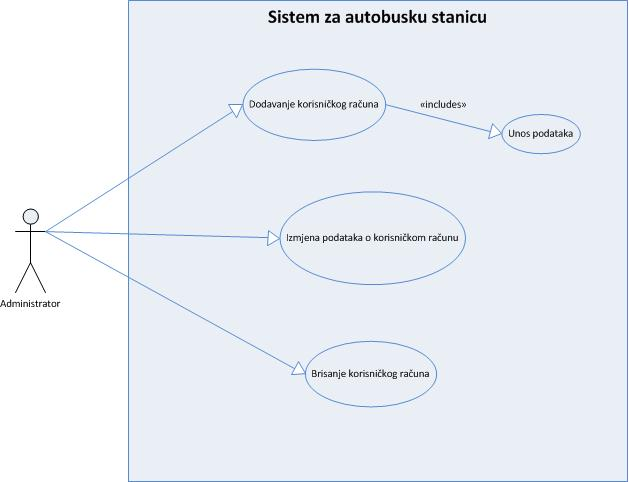 Sistem za autobusku stanicu
Dodavanje korisničkog računa
«includes»
Unos podataka
Izmjena podataka o korisničkom računu
Administrator
Brisanje korisničkog računa